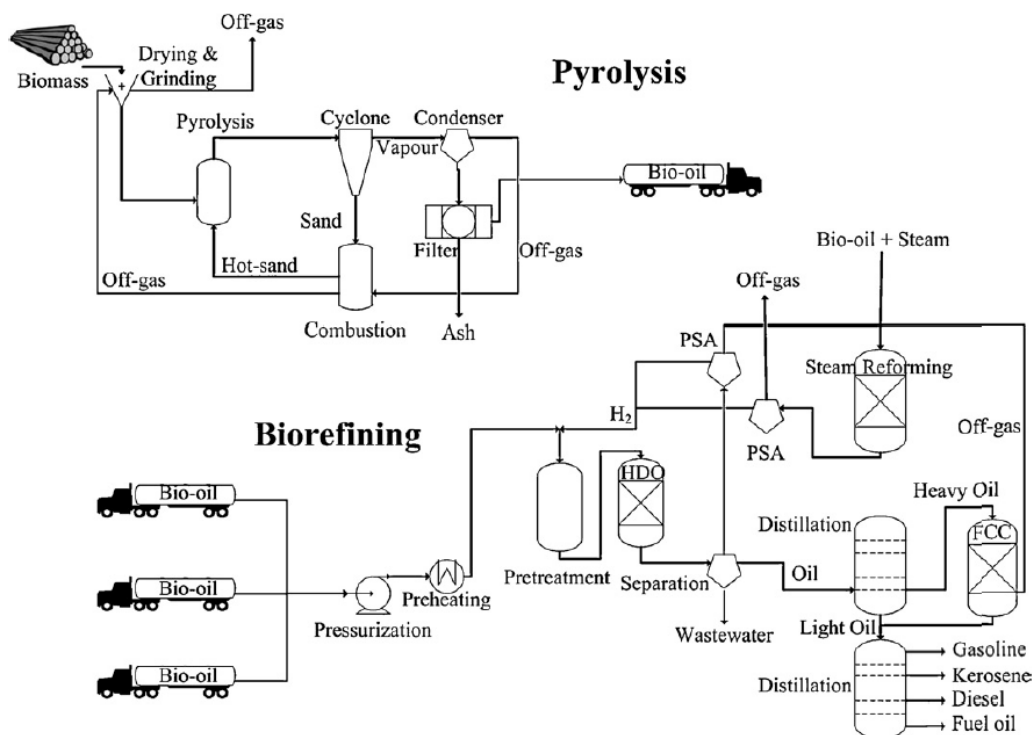 Off-gas
Drying &
Grinding
Biomass
Pyrolysis
Pyrolysis
Cyclone
Condenser
Vapour
Bio-oil
Sand
Filter
Off-gas
Hot-sand
Off-gas
Combustion
Ash
Bio-oil + Steam
Off-gas
PSA
Steam Reforming
H₂
Biorefining
PSA
Off-gas
HDO
Heavy Oil
Bio-oil
Distillation
FCC
Pretreatment
Separation
Oil
Bio-oil
Preheating
Pressurization
Wastewater
Light Oil
Gasoline
Bio-oil
Kerosene
Distillation
Diesel
Fuel oil